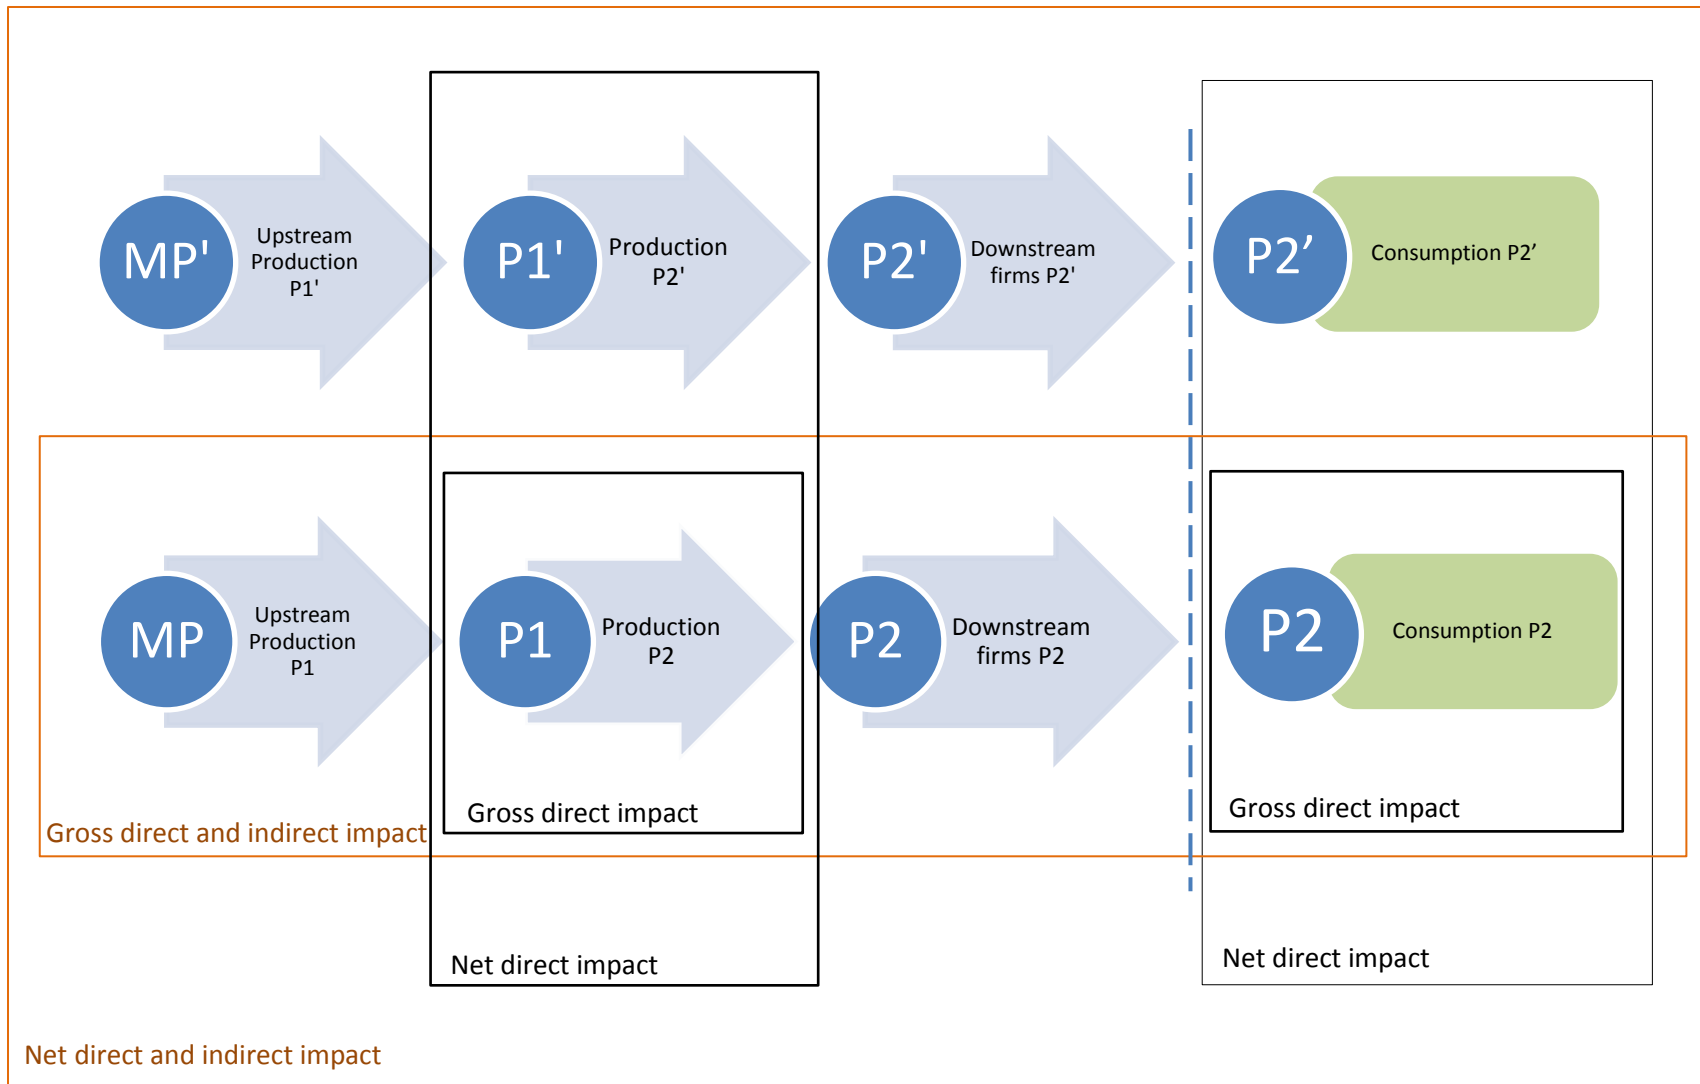 MP'
Upstream
Production
P1'
P1'
Production
P2'
P2'
Downstream
firms P2'
P2’
Consumption P2’
MP
Upstream
Production
P1
P1
Production
P2
P2
Downstream
firms P2
P2
Consumption P2
Gross direct impact
Gross direct impact
Gross direct and indirect impact
Net direct impact
Net direct impact
Net direct and indirect impact